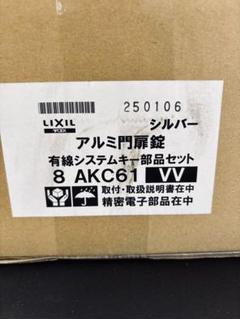 LIXIL
TOEX
250106
シルバー
アルミ門扉錠
有線システムキー部品セット
8 AKC61 VV
取付・取扱説明書在中
精密電子部品在中